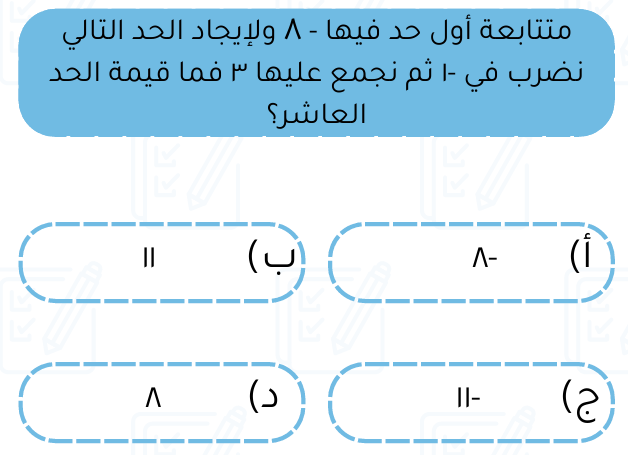 متتابعة أول حد فيها - ٨ ولإيجاد الحد التالي
نضرب في -١ ثم نجمع عليها ٣ فما قيمة الحد
العاشر؟
أ) -٨
ب) ١١
ج) -١١
د) ٨